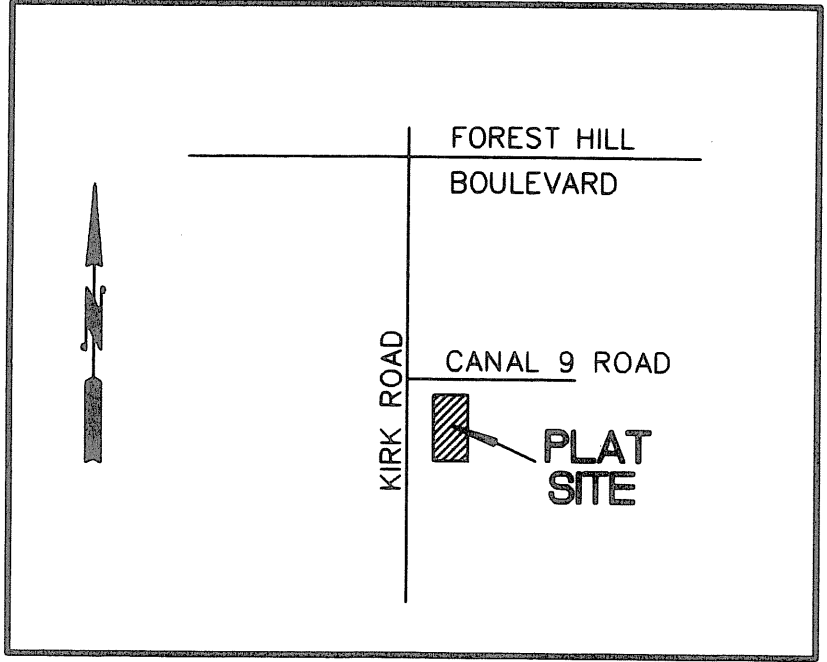 FOREST HILL
BOULEVARD
N
KIRK ROAD
CANAL 9 ROAD
PLAT
SITE